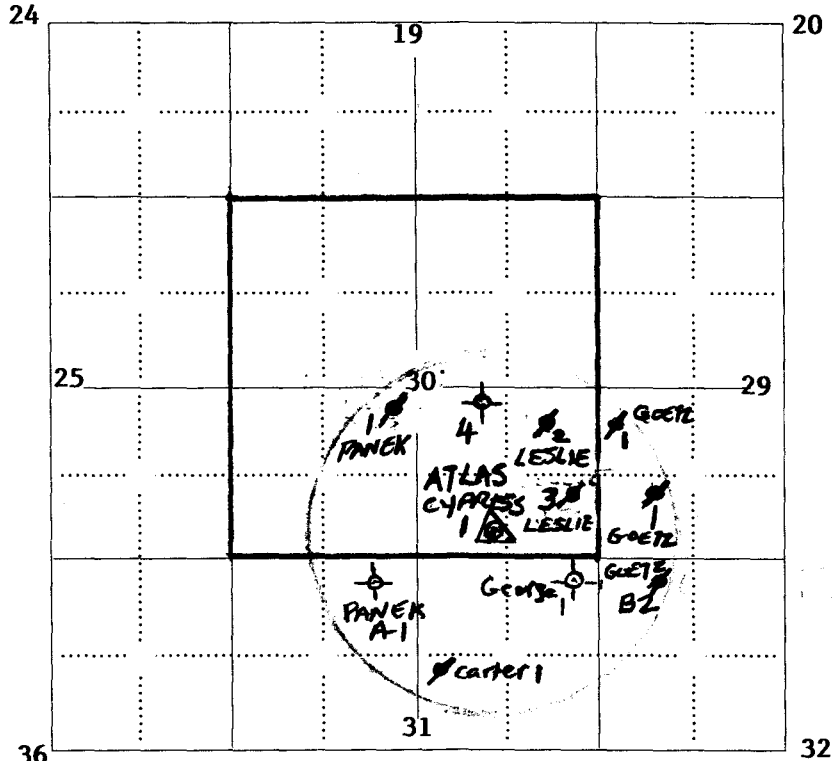 24
19
20
25
30
29
1
PANEK
4
2
LESLIE
1 GOETZ
ATLAS
CYPRESS
1
3
LESLIE
1
GOETZ
PANEK
A-1
George 1
GOETZ
B2
carter 1
31
36
32